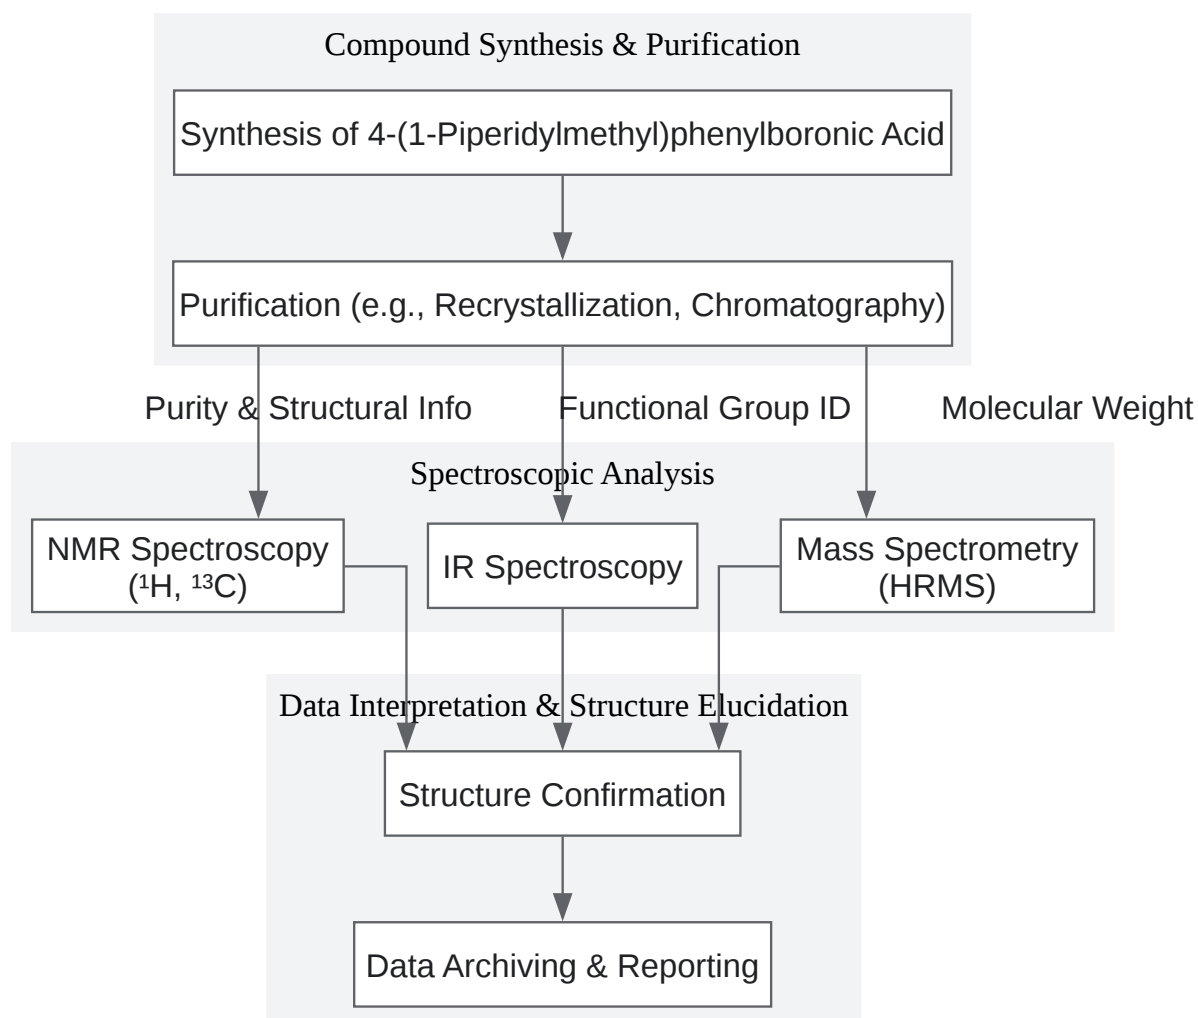 Compound Synthesis & Purification
Synthesis of 4-(1-Piperidylmethyl)phenylboronic Acid
Purification (e.g., Recrystallization, Chromatography)
Purity & Structural Info
Functional Group ID
Molecular Weight
Spectroscopic Analysis
NMR Spectroscopy
(¹H, ¹³C)
IR Spectroscopy
Mass Spectrometry
(HRMS)
Data Interpretation & Structure Elucidation
Structure Confirmation
Data Archiving & Reporting